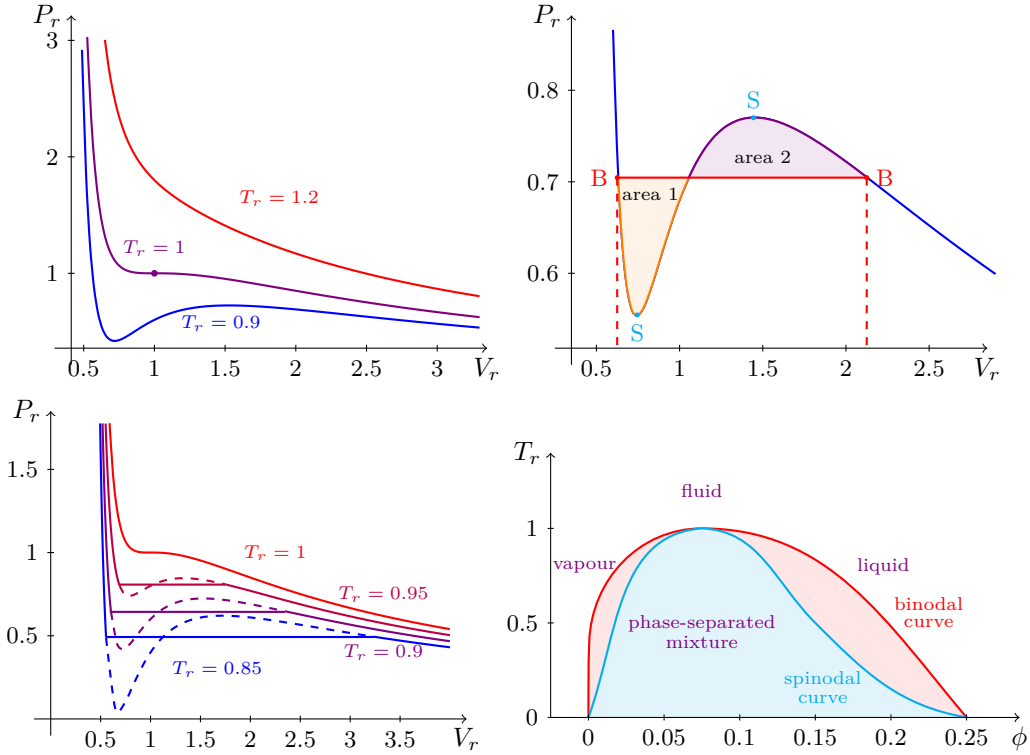 P_r
3
2
1
T_r = 1.2
T_r = 1
T_r = 0.9
0.5 1 1.5 2 2.5 3 V_r
P_r
0.8
0.7
0.6
S
area 2
B B
area 1
S
0.5 1 1.5 2 2.5 V_r
P_r
1.5
1
0.5
T_r = 1
T_r = 0.95
T_r = 0.9
T_r = 0.85
0.5 1 1.5 2 2.5 3 3.5 V_r
T_r
1
0.5
0
fluid
vapour
liquid
binodal
curve
phase-separated
mixture
spinodal
curve
0 0.05 0.1 0.15 0.2 0.25 ϕ